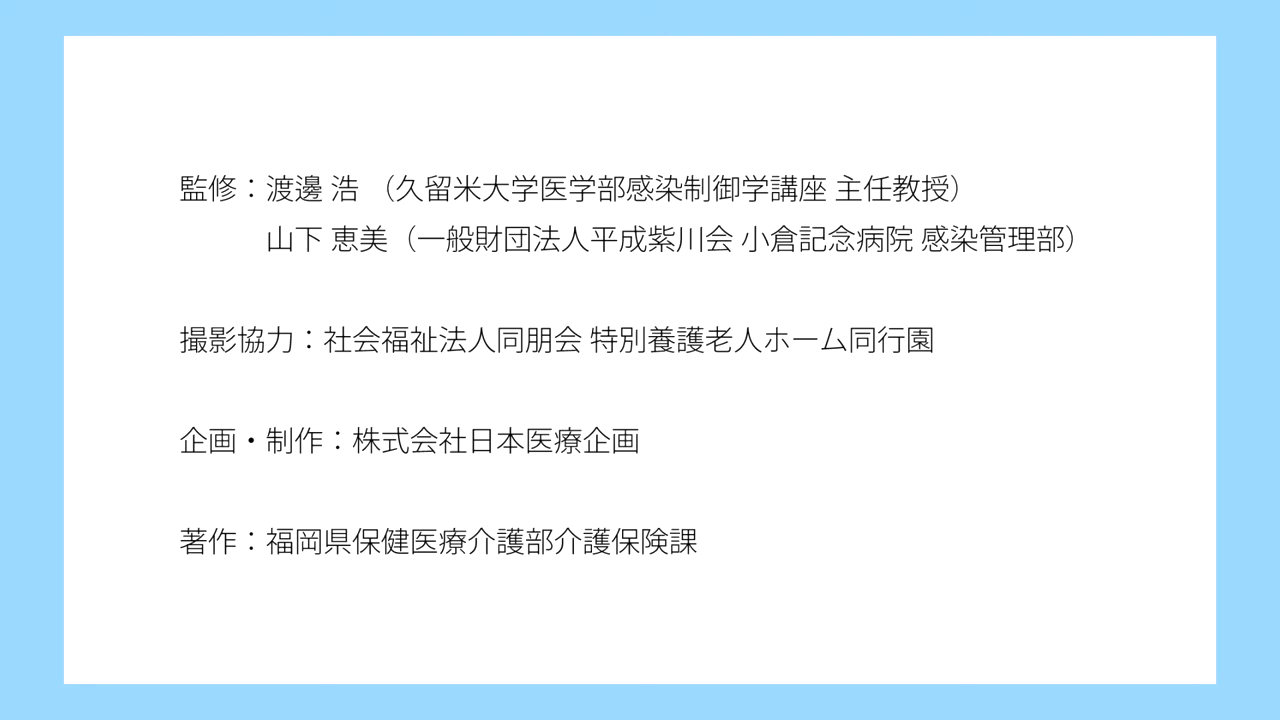 監修：渡邊 浩 （久留米大学医学部感染制御学講座 主任教授）
山下 恵美（一般財団法人平成紫川会 小倉記念病院 感染管理部）
撮影協力：社会福祉法人同朋会 特別養護老人ホーム同行園
企画・制作：株式会社日本医療企画
著作：福岡県保健医療介護部介護保険課